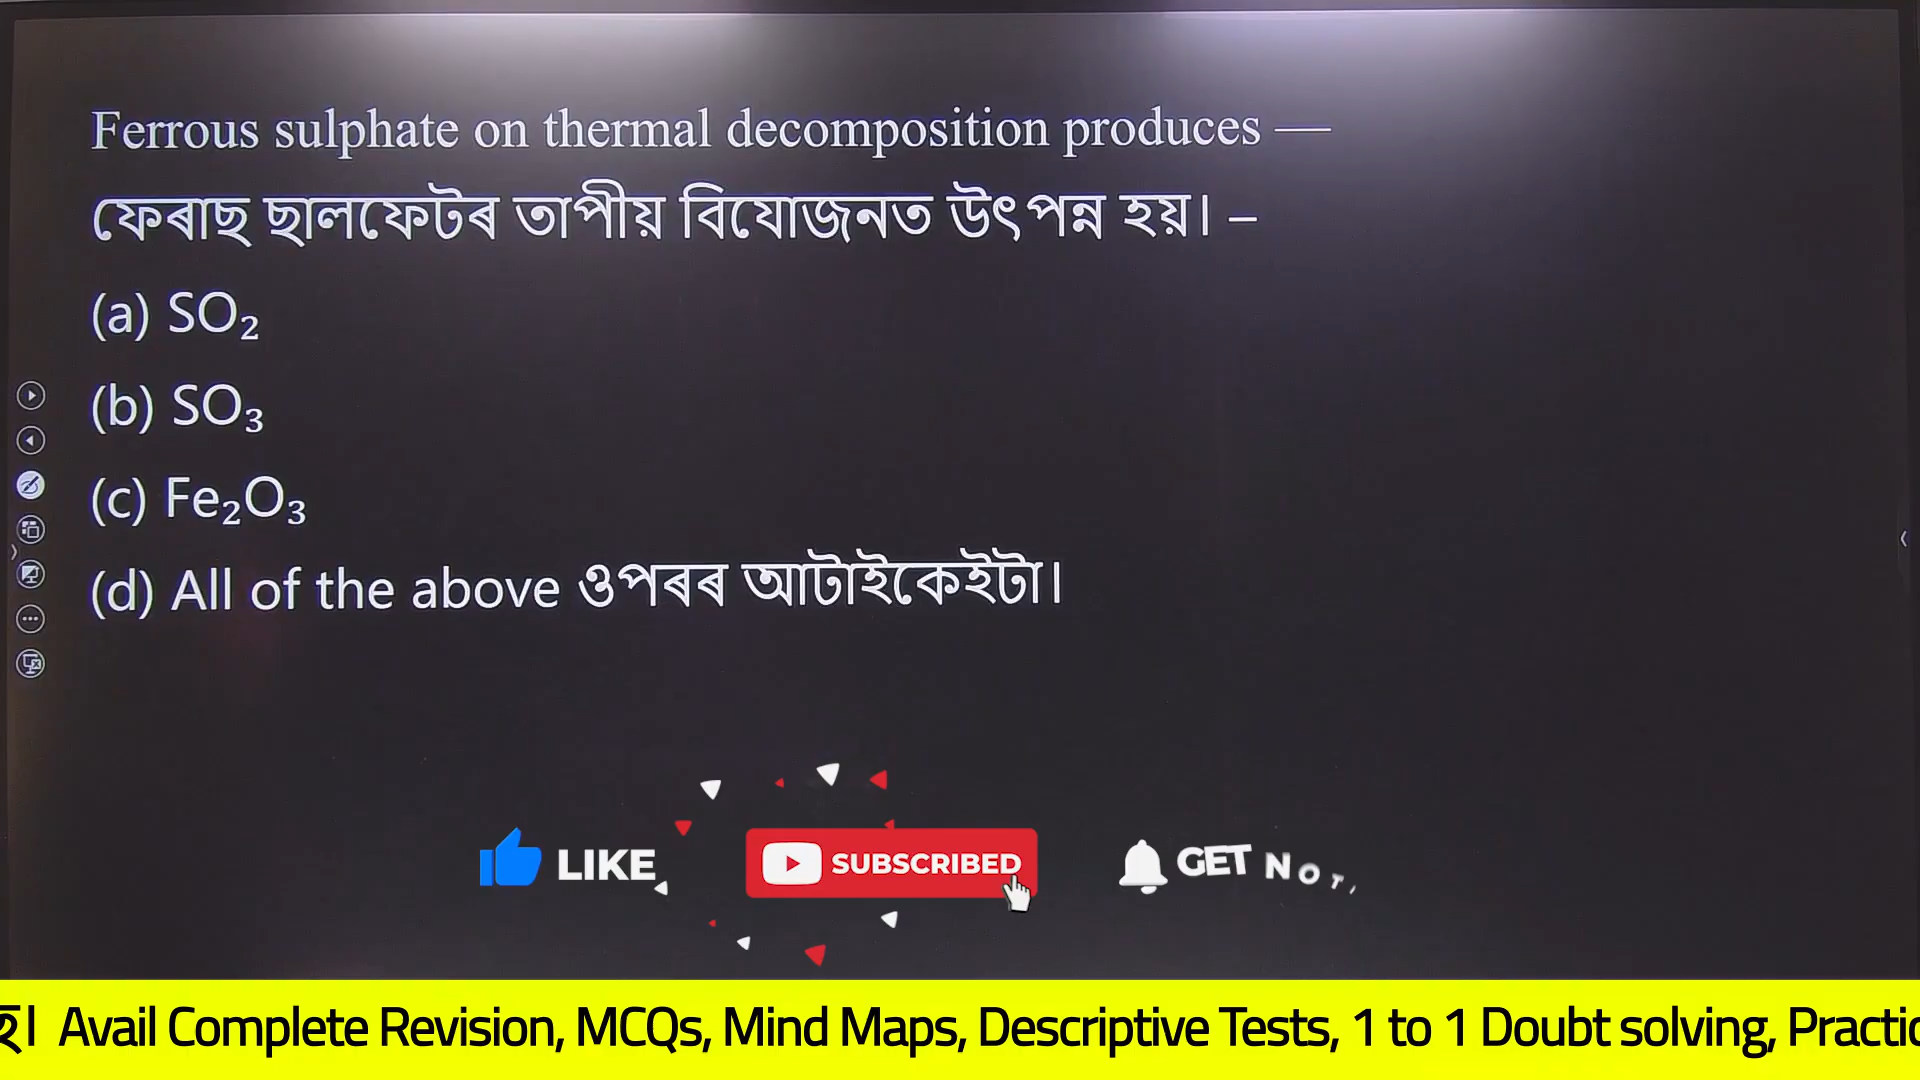 Ferrous sulphate on thermal decomposition produces —
ফেৰাছ ছালফেটৰ তাপীয় বিযোজনত উৎপন্ন হয়। –
(a) SO₂
(b) SO₃
(c) Fe₂O₃
(d) All of the above ওপৰৰ আটাইকেইটা।
LIKE SUBSCRIBED GET NOT
Avail Complete Revision, MCQs, Mind Maps, Descriptive Tests, 1 to 1 Doubt solving, Practic